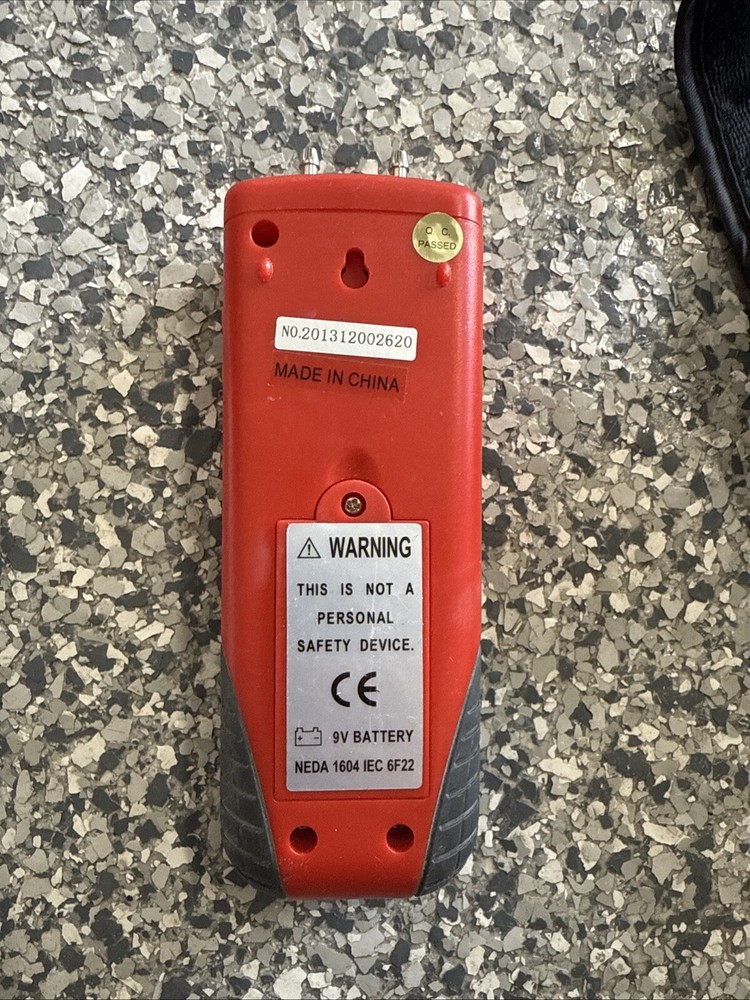 Q C
PASSED
NO.201312002620
MADE IN CHINA
WARNING
THIS IS NOT A
PERSONAL
SAFETY DEVICE.
CE
9V BATTERY
NEDA 1604 IEC 6F22